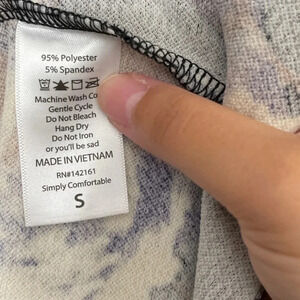 95% Polyester
5% Spandex
Machine Wash Co
Gentle Cycle
Do Not Bleach
Hang Dry
Do Not Iron
or you'll be sad
MADE IN VIETNAM
RN#142161
Simply Comfortable
S